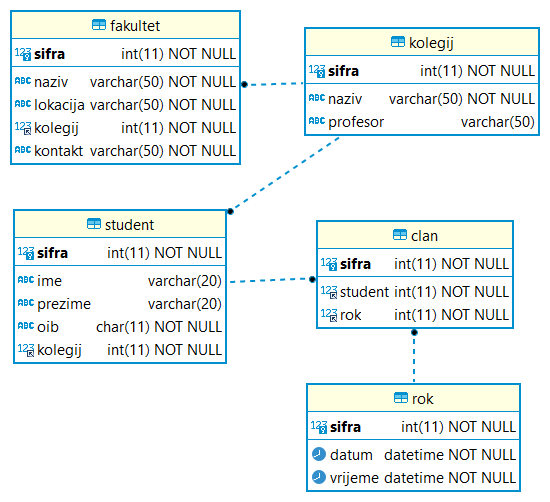 fakultet
123 sifra int(11) NOT NULL
ABC naziv varchar(50) NOT NULL
ABC lokacija varchar(50) NOT NULL
123 kolegij int(11) NOT NULL
ABC kontakt varchar(50) NOT NULL
kolegij
123 sifra int(11) NOT NULL
ABC naziv varchar(50) NOT NULL
ABC profesor varchar(50)
student
123 sifra int(11) NOT NULL
ABC ime varchar(20)
ABC prezime varchar(20)
ABC oib char(11) NOT NULL
123 kolegij int(11) NOT NULL
clan
123 sifra int(11) NOT NULL
123 student int(11) NOT NULL
123 rok int(11) NOT NULL
rok
123 sifra int(11) NOT NULL
datum datetime NOT NULL
vrijeme datetime NOT NULL